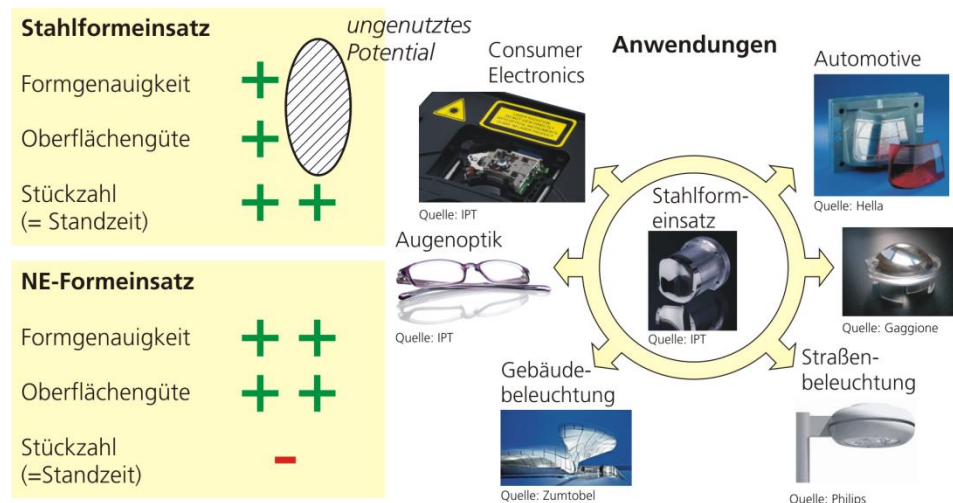 Stahlformeinsatz
ungenutztes
Potential
Formgenauigkeit
+
Oberflächengüte
+
Stückzahl
(= Standzeit)
+ +
NE-Formeinsatz
Formgenauigkeit
+ +
Oberflächengüte
+ +
Stückzahl
(=Standzeit)
-
Anwendungen
Consumer
Electronics
Quelle: IPT
Automotive
Quelle: Hella
Augenoptik
Quelle: IPT
Stahlform-
einsatz
Quelle: IPT
Quelle: Gaggione
Gebäude-
beleuchtung
Quelle: Zumtobel
Straßen-
beleuchtung
Quelle: Philips